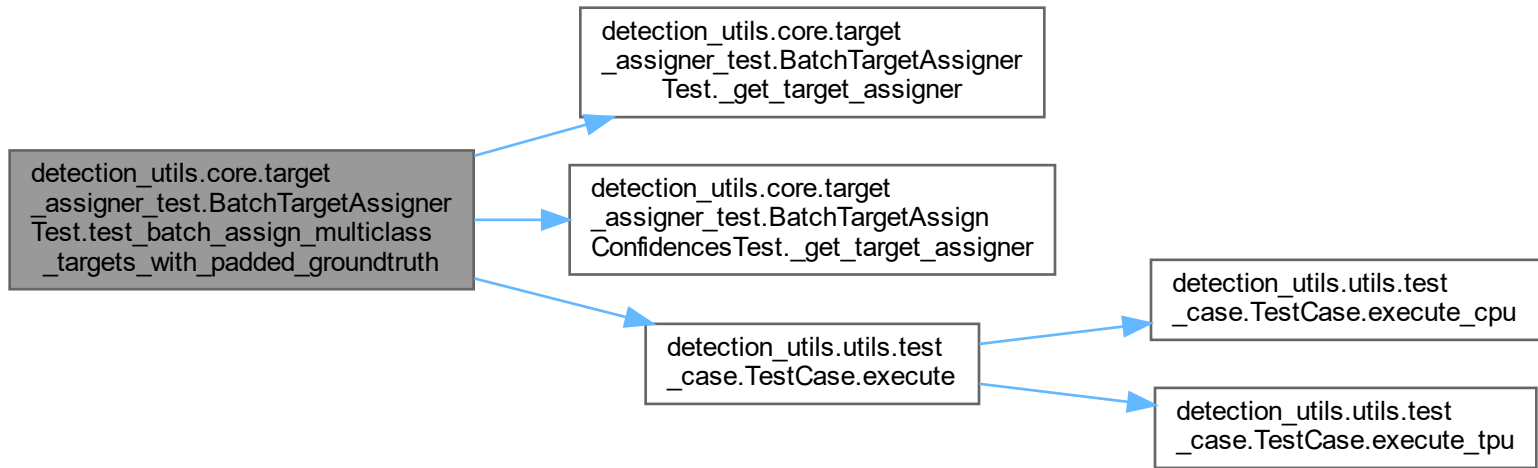 detection_utils.core.target
_assigner_test.BatchTargetAssigner
Test._get_target_assigner
detection_utils.core.target
_assigner_test.BatchTargetAssigner
Test.test_batch_assign_multiclass
_targets_with_padded_groundtruth
detection_utils.core.target
_assigner_test.BatchTargetAssign
ConfidencesTest._get_target_assigner
detection_utils.utils.test
_case.TestCase.execute
detection_utils.utils.test
_case.TestCase.execute_cpu
detection_utils.utils.test
_case.TestCase.execute_tpu